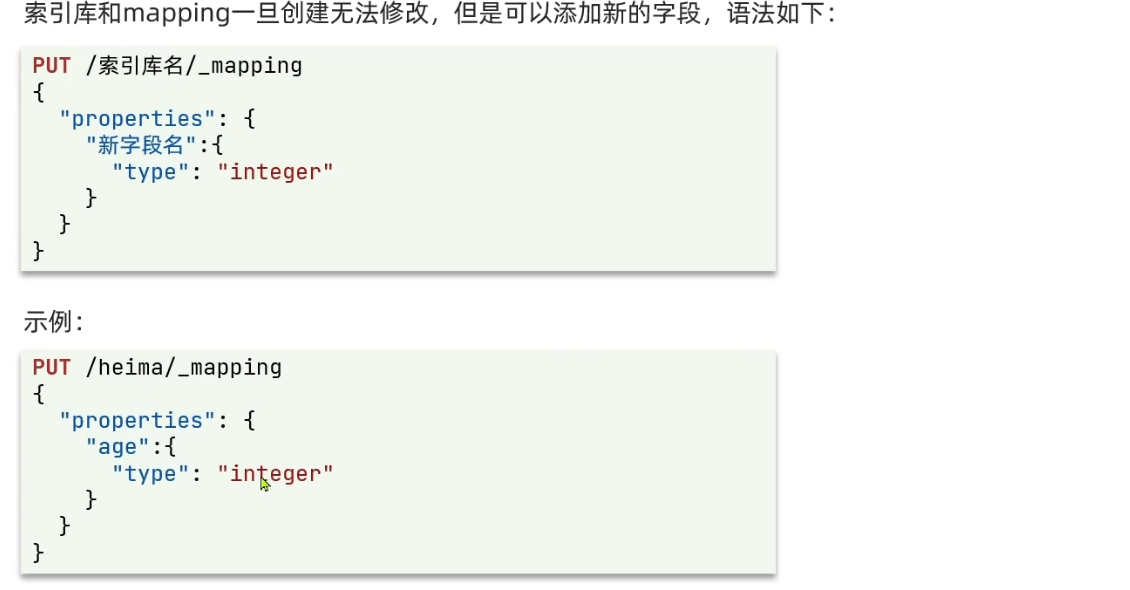 索引库和mapping一旦创建无法修改，但是可以添加新的字段，语法如下：
PUT /索引库名/_mapping
{
  "properties": {
    "新字段名":{
      "type": "integer"
    }
  }
}
示例：
PUT /heima/_mapping
{
  "properties": {
    "age":{
      "type": "integer"
    }
  }
}